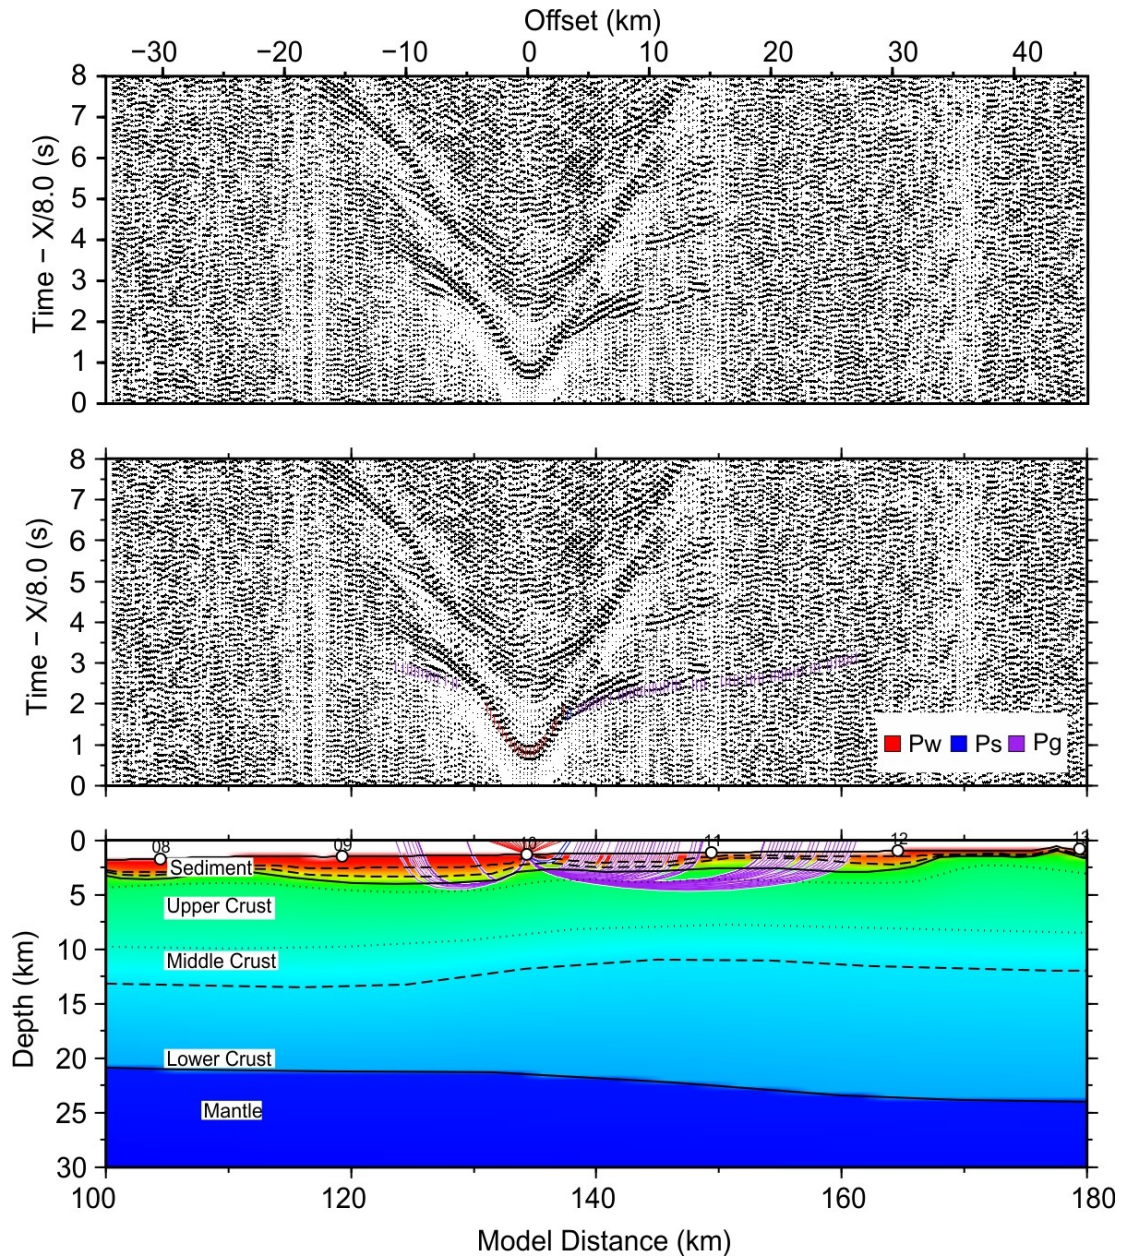 Offset (km)
−30 −20 −10 0 10 20 30 40
8
7
6
5
4
3
2
1
0
Time − X/8.0 (s)
8
7
6
5
4
3
2
1
0
Time − X/8.0 (s)
Pw Ps Pg
08 09 10 11 12 13
0
5
10
15
20
25
30
Depth (km)
Sediment
Upper Crust
Middle Crust
Lower Crust
Mantle
100 120 140 160 180
Model Distance (km)